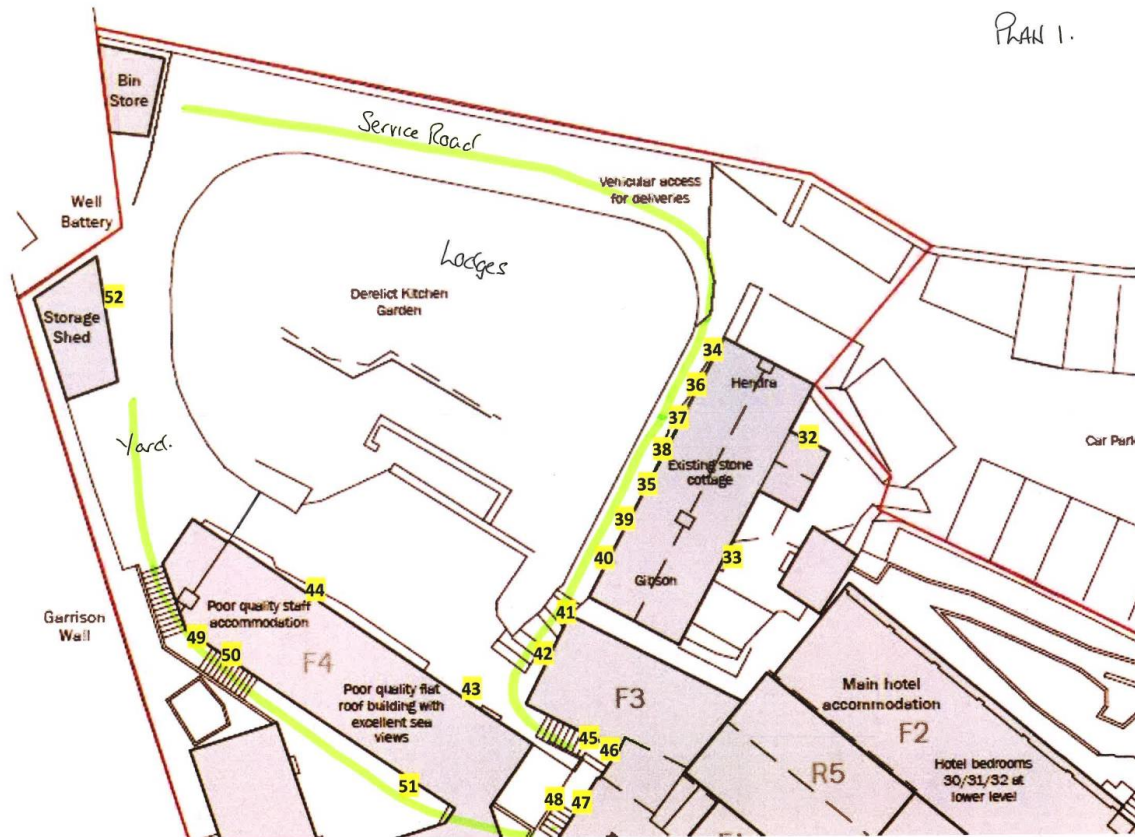 PLAN 1.
Bin
Store
Service Road
Vehicular access
for deliveries
Well
Battery
Lodges
Derelict Kitchen
Garden
52
Storage
Shed
34
Hendra
36
37
32
38
Car Park
Yard.
Existing stone
cottage
35
39
33
40
Gibson
44
41
Poor quality staff
accommodation
Garrison
Wall
49
50
42
F4
43
F3
Main hotel
accommodation
Poor quality flat
roof building with
excellent sea
views
F2
45
46
R5
Hotel bedrooms
30/31/32 at
lower level
51
48
47